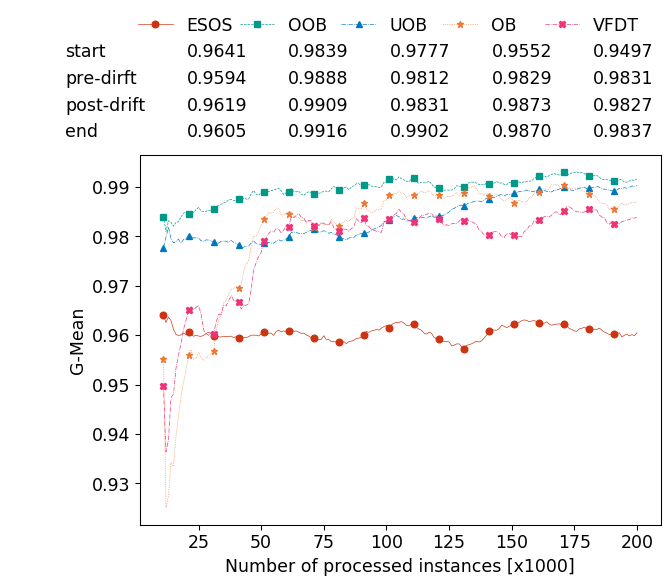 ESOS OOB UOB OB VFDT
start 0.9641 0.9839 0.9777 0.9552 0.9497
pre-dirft 0.9594 0.9888 0.9812 0.9829 0.9831
post-drift 0.9619 0.9909 0.9831 0.9873 0.9827
end 0.9605 0.9916 0.9902 0.9870 0.9837
0.99
0.98
0.97
0.96
0.95
0.94
0.93
G-Mean
25 50 75 100 125 150 175 200
Number of processed instances [x1000]